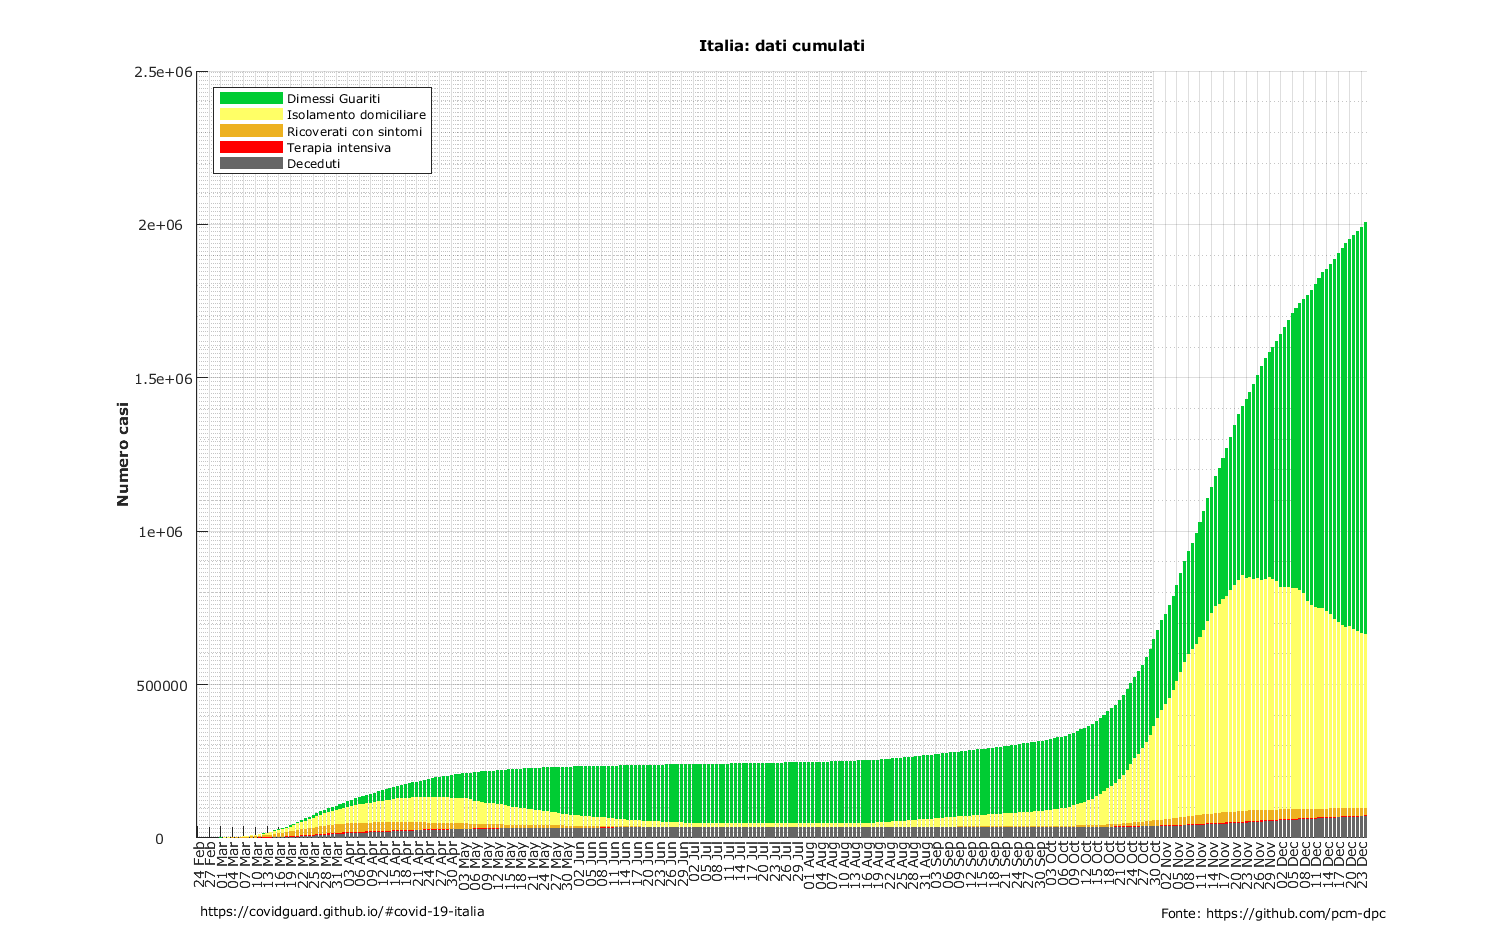 Italia: dati cumulati
2.5e+06
Dimessi Guariti
Isolamento domiciliare
Ricoverati con sintomi
Terapia intensiva
Deceduti
2e+06
1.5e+06
1e+06
500000
0
Numero casi
24 Feb
27 Feb
01 Mar
04 Mar
07 Mar
10 Mar
13 Mar
16 Mar
19 Mar
22 Mar
25 Mar
28 Mar
31 Mar
03 Apr
06 Apr
09 Apr
12 Apr
15 Apr
18 Apr
21 Apr
24 Apr
27 Apr
30 Apr
03 May
06 May
09 May
12 May
15 May
18 May
21 May
24 May
27 May
30 May
02 Jun
05 Jun
08 Jun
11 Jun
14 Jun
17 Jun
20 Jun
23 Jun
26 Jun
29 Jun
02 Jul
05 Jul
08 Jul
11 Jul
14 Jul
17 Jul
20 Jul
23 Jul
26 Jul
29 Jul
01 Aug
04 Aug
07 Aug
10 Aug
13 Aug
16 Aug
19 Aug
22 Aug
25 Aug
28 Aug
31 Aug
03 Sep
06 Sep
09 Sep
12 Sep
15 Sep
18 Sep
21 Sep
24 Sep
27 Sep
30 Sep
03 Oct
06 Oct
09 Oct
12 Oct
15 Oct
18 Oct
21 Oct
24 Oct
27 Oct
30 Oct
02 Nov
05 Nov
08 Nov
11 Nov
14 Nov
17 Nov
20 Nov
23 Nov
26 Nov
29 Nov
02 Dec
05 Dec
08 Dec
11 Dec
14 Dec
17 Dec
20 Dec
23 Dec
https://covidguard.github.io/#covid-19-italia
Fonte: https://github.com/pcm-dpc